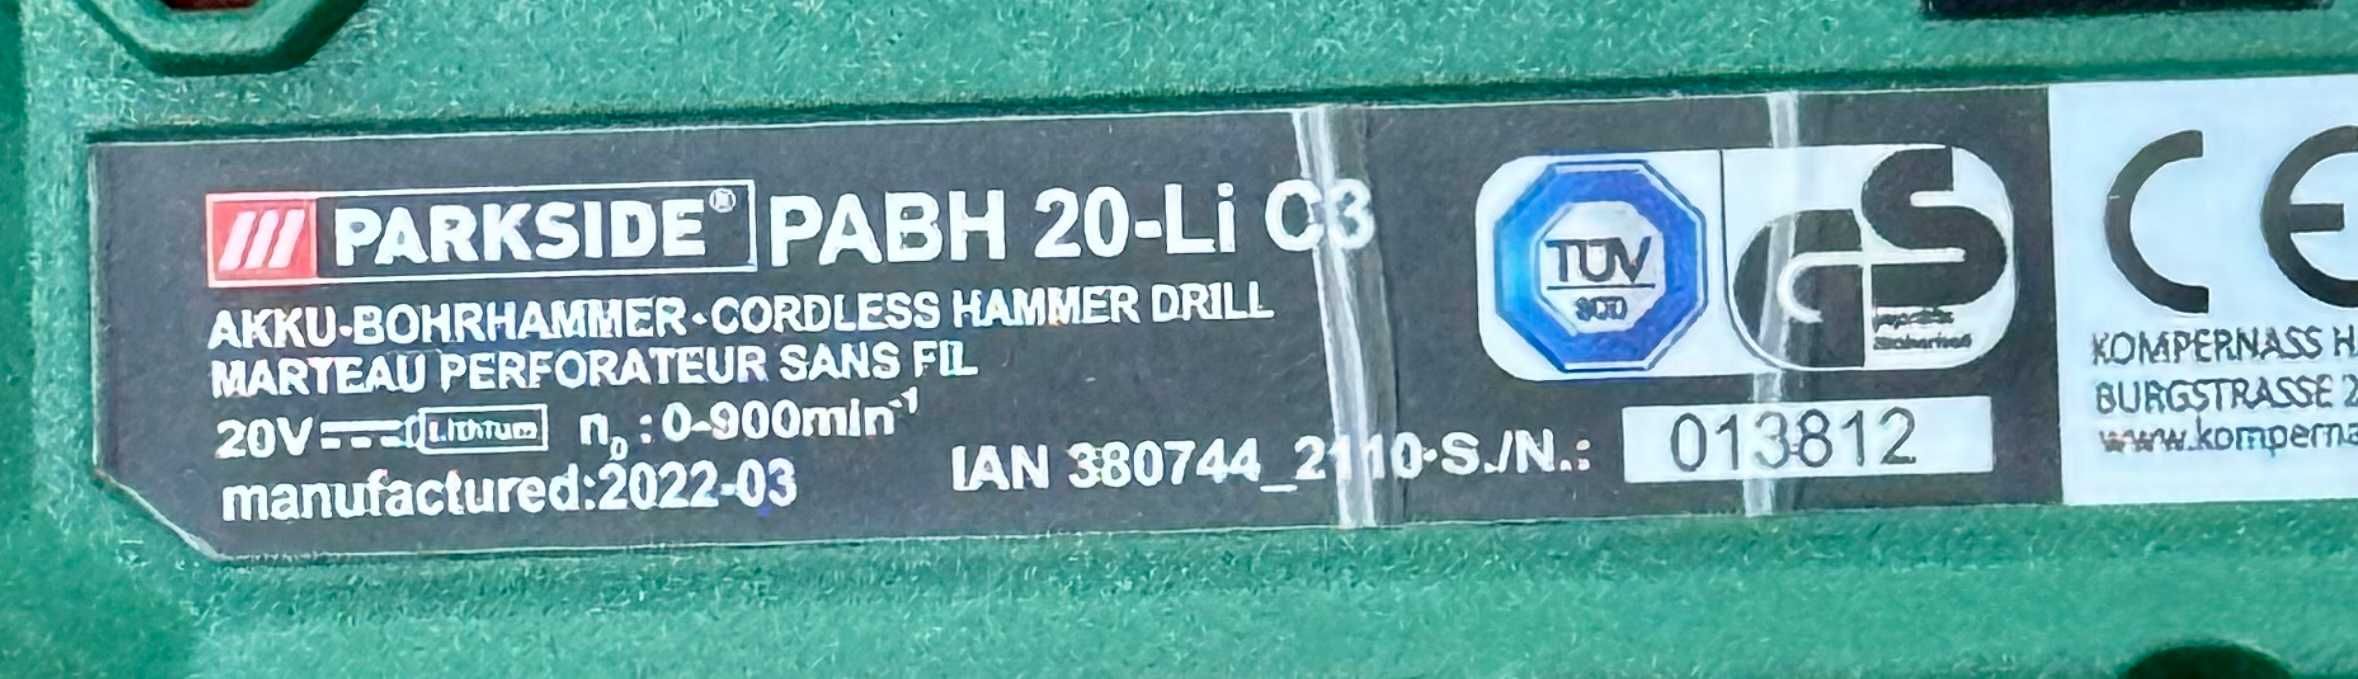 PARKSIDE® PABH 20-Li C3
AKKU-BOHRHAMMER·CORDLESS HAMMER DRILL
MARTEAU PERFORATEUR SANS FIL
20V Lithium n₀: 0-900min⁻¹
manufactured:2022-03
IAN 380744_2110·S./N.: 013812
TÜV
GS
CE
KOMPERNASS H
BURGSTRASSE 2
www.komperna